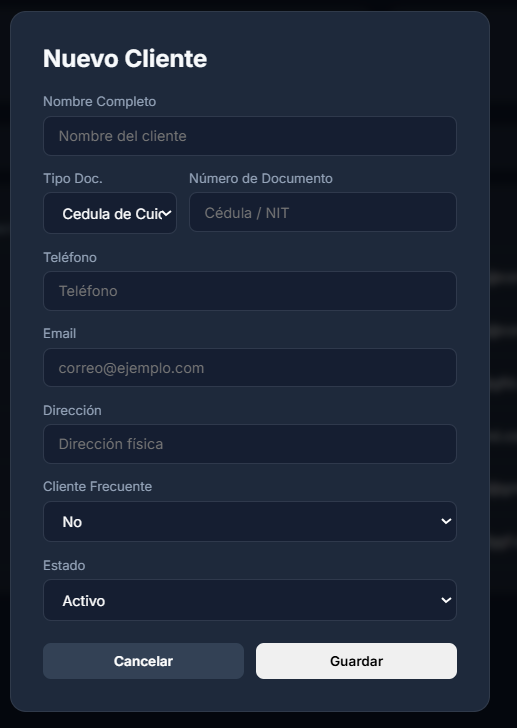 Nuevo Cliente
Nombre Completo
Nombre del cliente
Tipo Doc. Número de Documento
Cedula de Cuid Cédula / NIT
Teléfono
Teléfono
Email
correo@ejemplo.com
Dirección
Dirección física
Cliente Frecuente
No
Estado
Activo
Cancelar Guardar